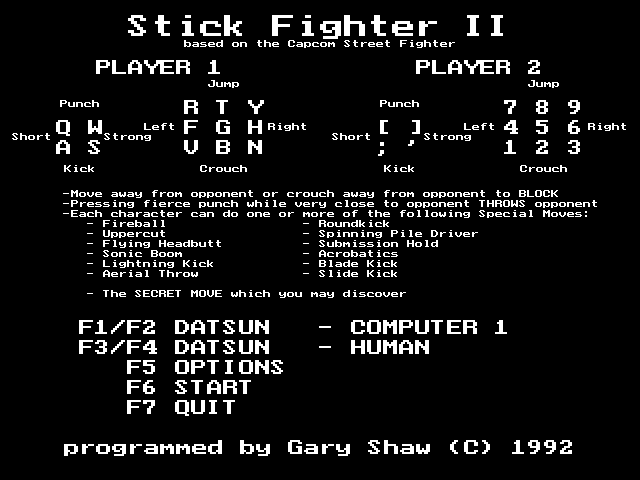 Stick Fighter II
based on the Capcom Street Fighter
PLAYER 1 PLAYER 2
Jump Jump
Punch R T Y Punch 7 8 9
Short Q W Strong Left F G H Right Short [ ] Strong Left 4 5 6 Right
A S V B N ; ' 1 2 3
Kick Crouch Kick Crouch
-Move away from opponent or crouch away from opponent to BLOCK
-Pressing fierce punch while very close to opponent THROWS opponent
-Each character can do one or more of the following Special Moves:
- Fireball - Roundkick
- Uppercut - Spinning Pile Driver
- Flying Headbutt - Submission Hold
- Sonic Boom - Acrobatics
- Lightning Kick - Blade Kick
- Aerial Throw - Slide Kick
- The SECRET MOVE which you may discover
F1/F2 DATSUN - COMPUTER 1
F3/F4 DATSUN - HUMAN
F5 OPTIONS
F6 START
F7 QUIT
programmed by Gary Shaw (C) 1992